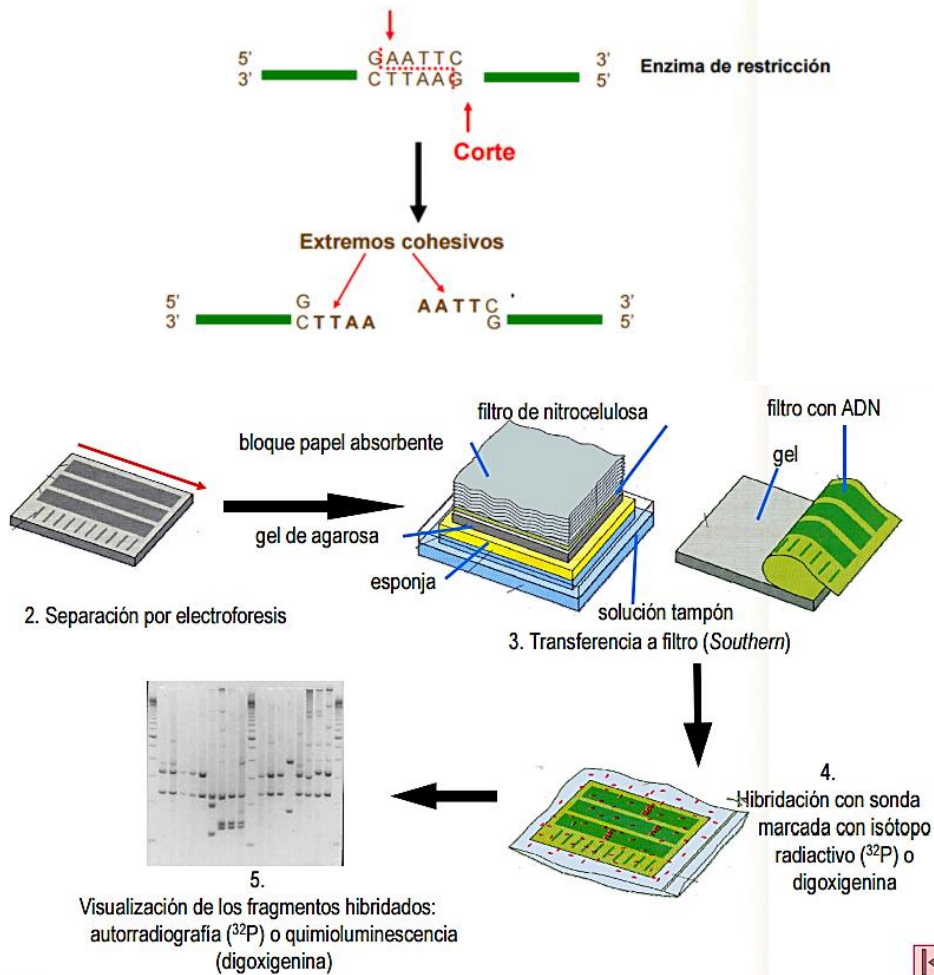 5' GAATTC 3'
3' CTTAAG 5'
Enzima de restricción
Corte
Extremos cohesivos
5' G AATTC 3'
3' CTTAA G 5'
filtro de nitrocelulosa
filtro con ADN
bloque papel absorbente
gel
gel de agarosa
esponja
solución tampón
2. Separación por electroforesis
3. Transferencia a filtro (Southern)
4.
Hibridación con sonda
marcada con isótopo
radiactivo (³²P) o
digoxigenina
5.
Visualización de los fragmentos hibridados:
autorradiografía (³²P) o quimioluminescencia
(digoxigenina)